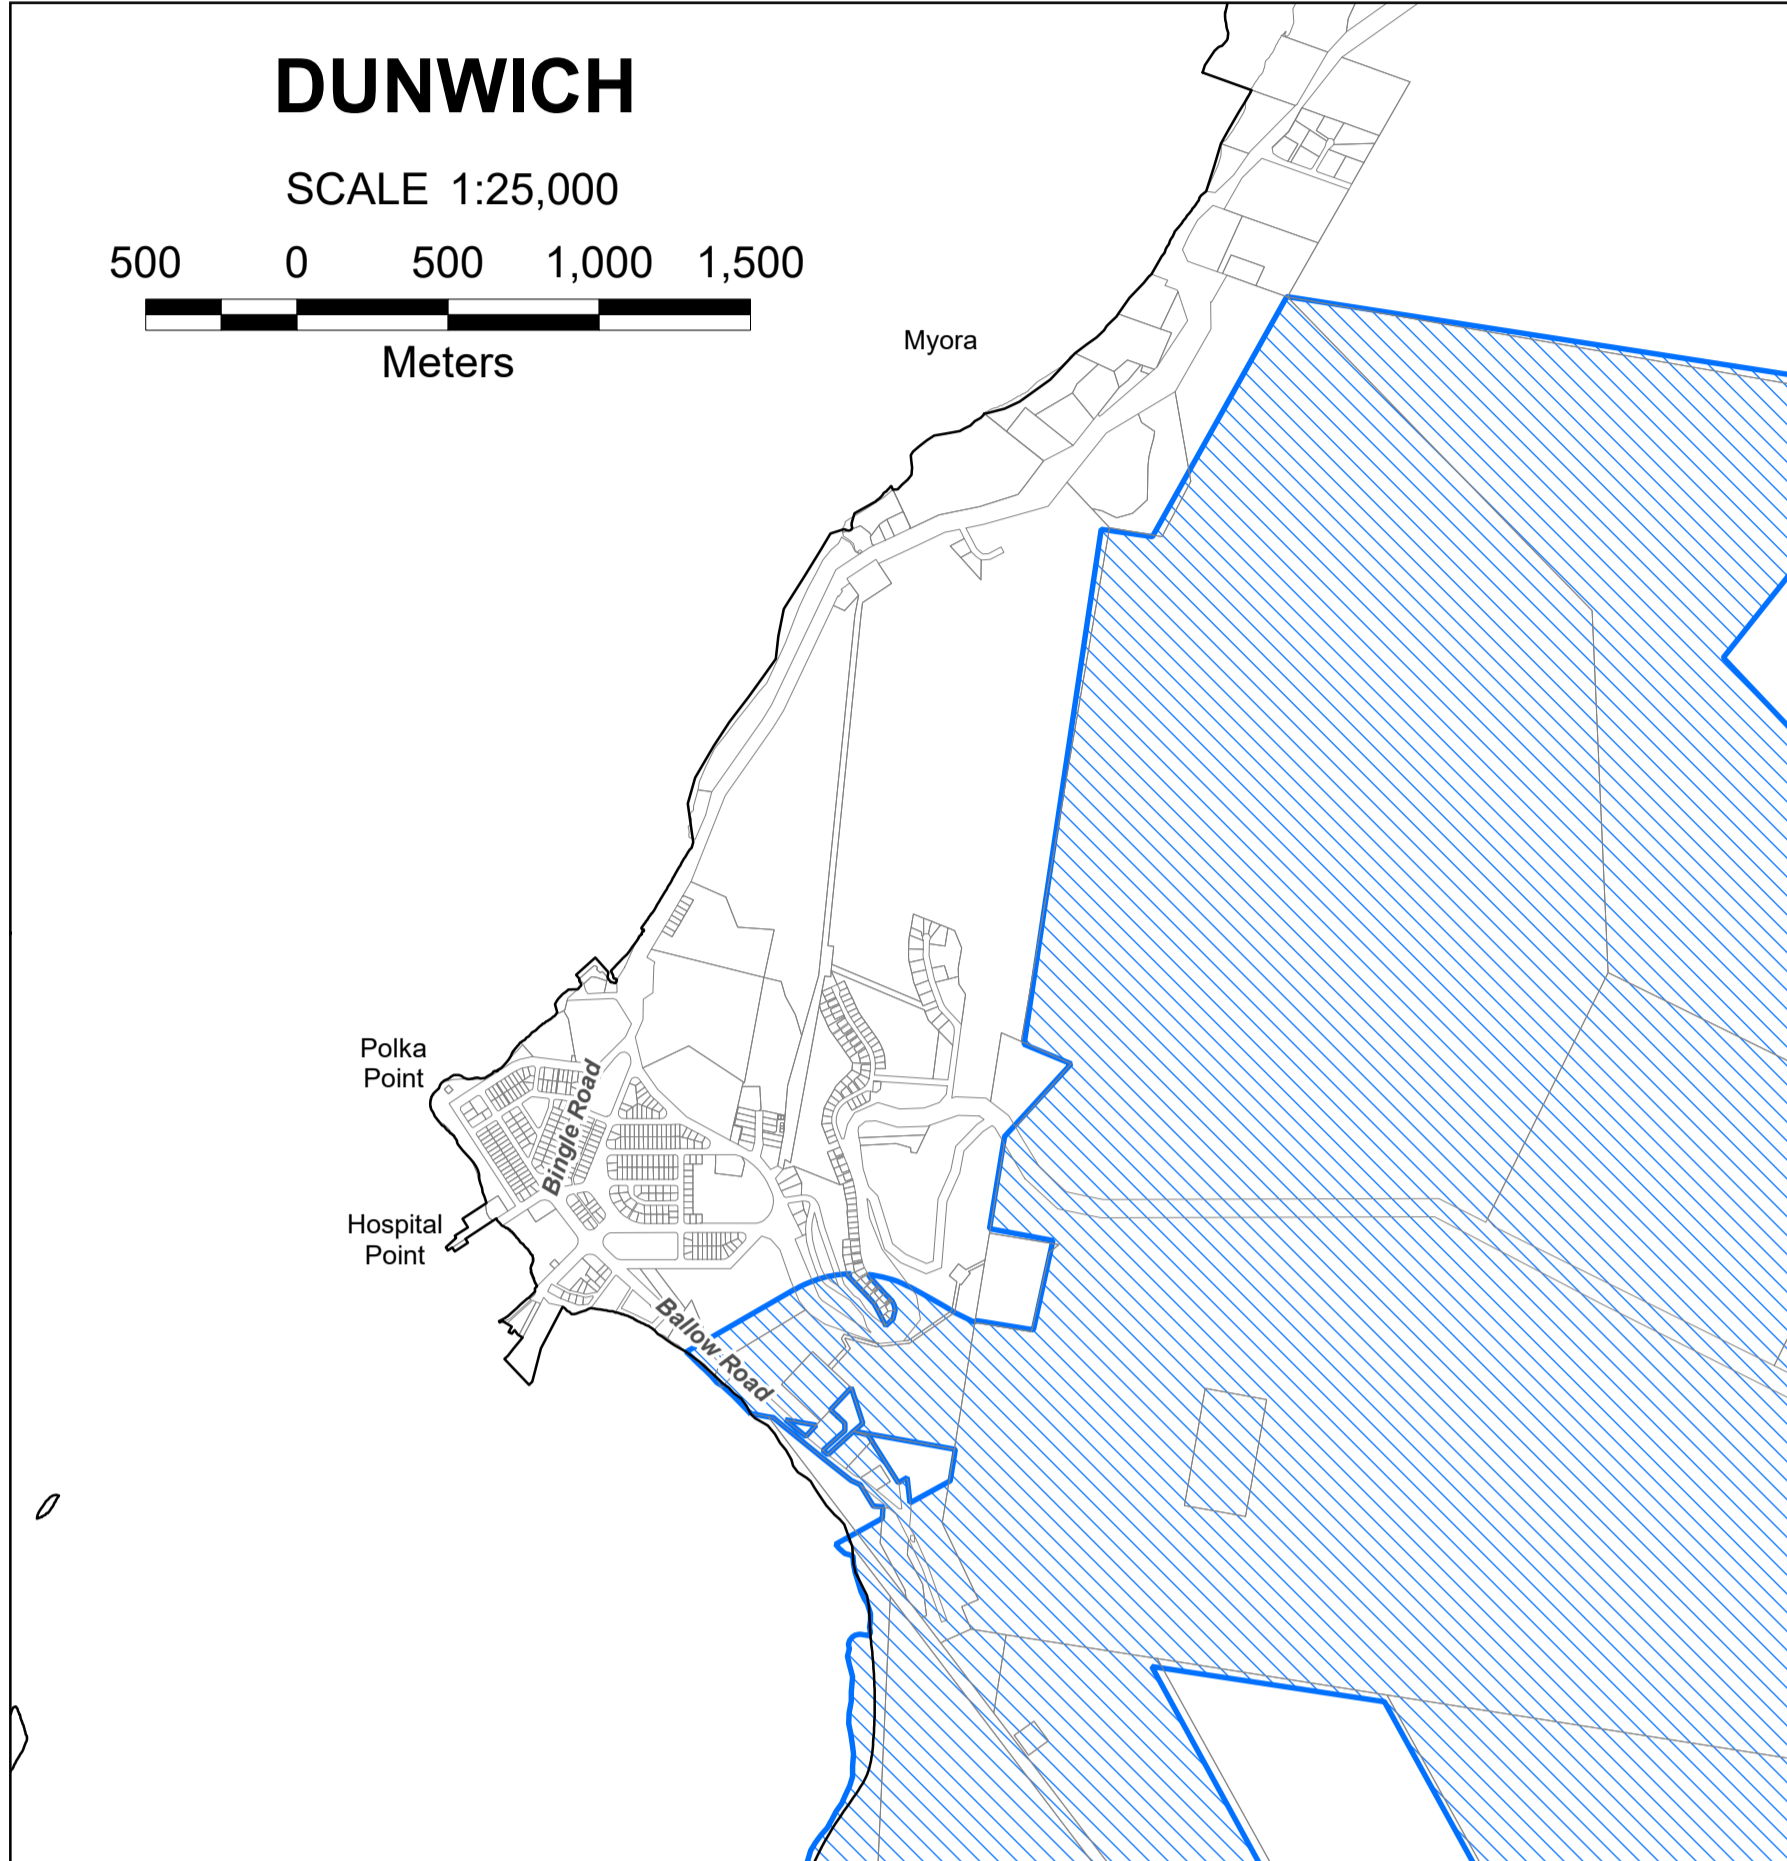 DUNWICH
SCALE 1:25,000
500 0 500 1,000 1,500
Meters
Myora
Polka
Point
Bingle Road
Hospital
Point
Ballow Road